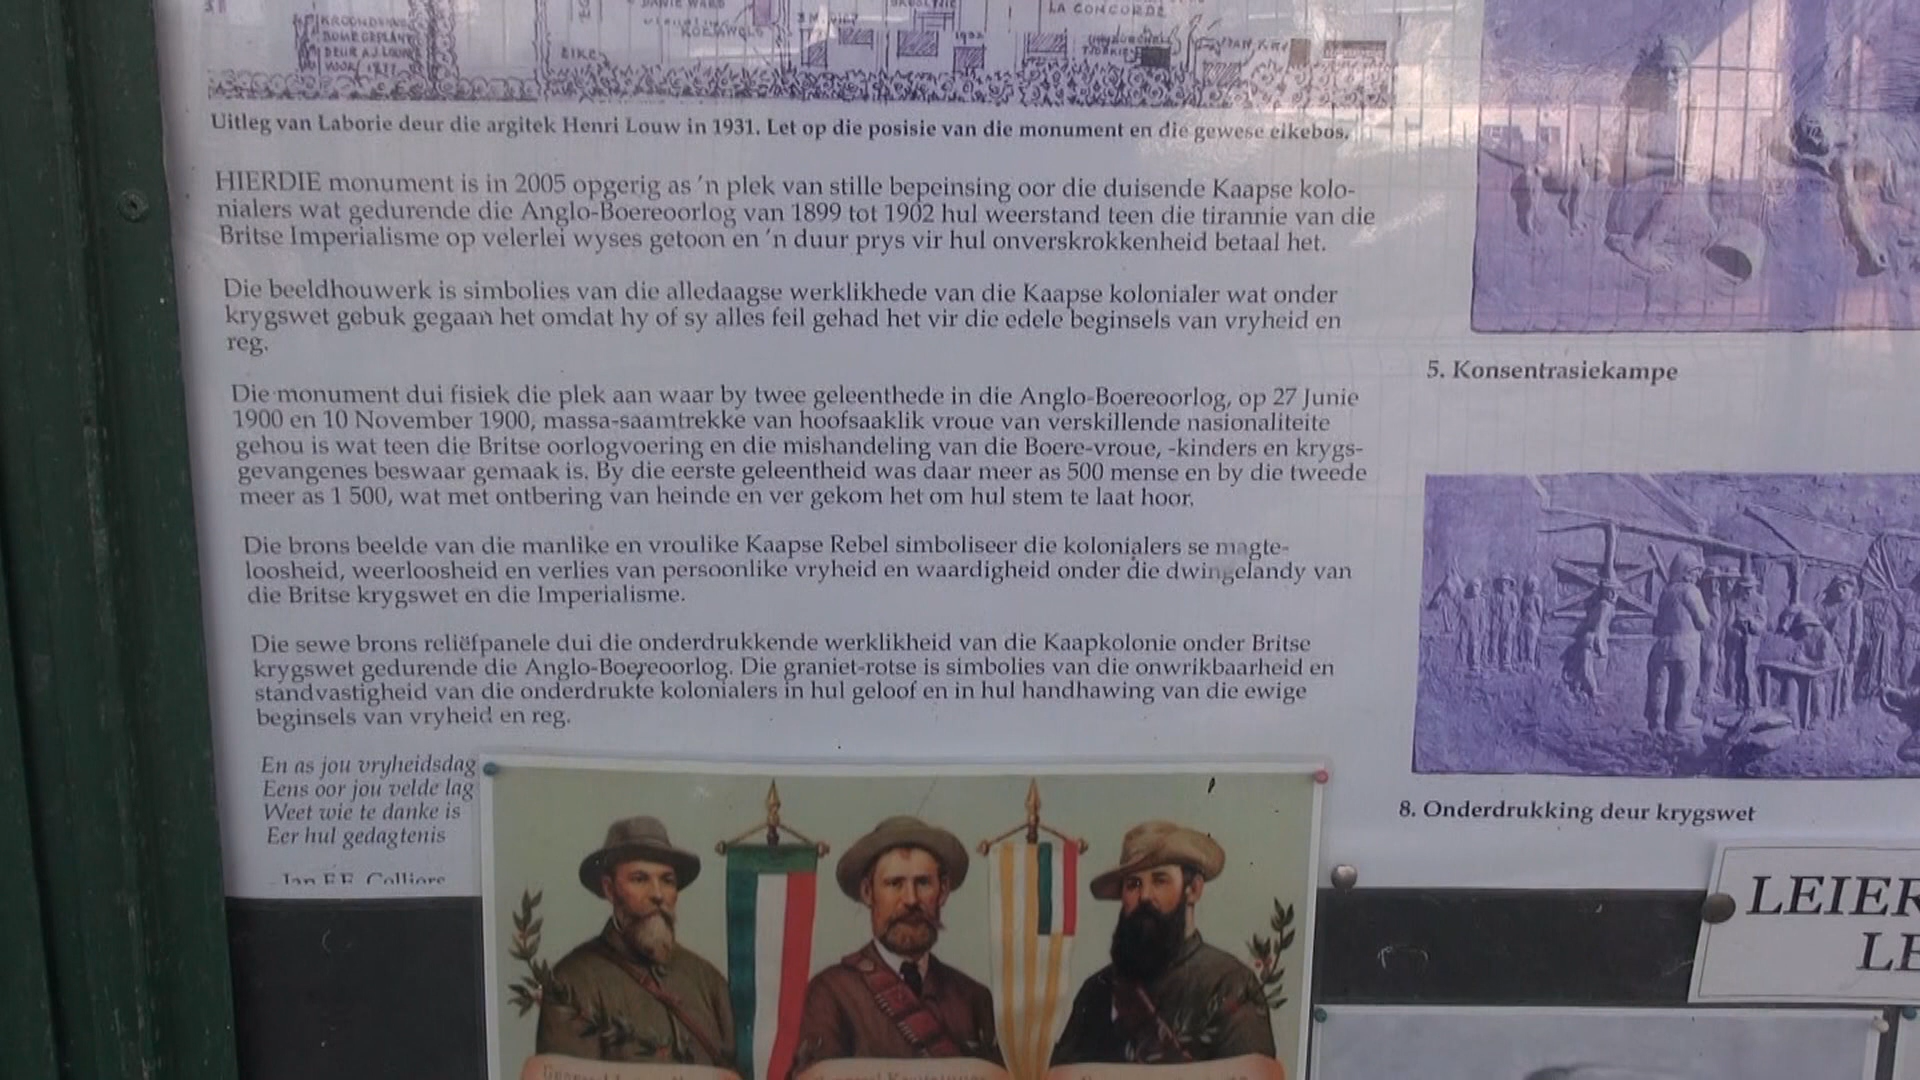 KROONDEINS
BOME GEPLANT
DEUR A.J. LOUW
VOOR 1877
EIKE
DANIE WARD
ROEMWOLS
1902
LA CONCORDE
Uitleg van Laborie deur die argitek Henri Louw in 1931. Let op die posisie van die monument en die gewese eikebos.
HIERDIE monument is in 2005 opgerig as 'n plek van stille bepeinsing oor die duisende Kaapse kolo-
nialers wat gedurende die Anglo-Boereoorlog van 1899 tot 1902 hul weerstand teen die tirannie van die
Britse Imperialisme op velerlei wyses getoon en 'n duur prys vir hul onverskrokkenheid betaal het.
Die beeldhouwerk is simbolies van die alledaagse werklikhede van die Kaapse kolonialer wat onder
krygswet gebuk gegaan het omdat hy of sy alles feil gehad het vir die edele beginsels van vryheid en
reg.
Die monument dui fisiek die plek aan waar by twee geleenthede in die Anglo-Boereoorlog, op 27 Junie
1900 en 10 November 1900, massa-saamtrekke van hoofsaaklik vroue van verskillende nasionaliteite
gehou is wat teen die Britse oorlogvoering en die mishandeling van die Boere-vroue, -kinders en krygs-
gevangenes beswaar gemaak is. By die eerste geleentheid was daar meer as 500 mense en by die tweede
meer as 1 500, wat met ontbering van heinde en ver gekom het om hul stem te laat hoor.
Die brons beelde van die manlike en vroulike Kaapse Rebel simboliseer die kolonialers se magte-
loosheid, weerloosheid en verlies van persoonlike vryheid en waardigheid onder die dwingelandy van
die Britse krygswet en die Imperialisme.
Die sewe brons reliëfpanele dui die onderdrukkende werklikheid van die Kaapkolonie onder Britse
krygswet gedurende die Anglo-Boereoorlog. Die graniet-rotse is simbolies van die onwrikbaarheid en
standvastigheid van die onderdrukte kolonialers in hul geloof en in hul handhawing van die ewige
beginsels van vryheid en reg.
En as jou vryheidsdag
Eens oor jou velde lag
Weet wie te danke is
Eer hul gedagtenis
Jan F.E. Celliers
5. Konsentrasiekampe
8. Onderdrukking deur krygswet
LEIER
LE